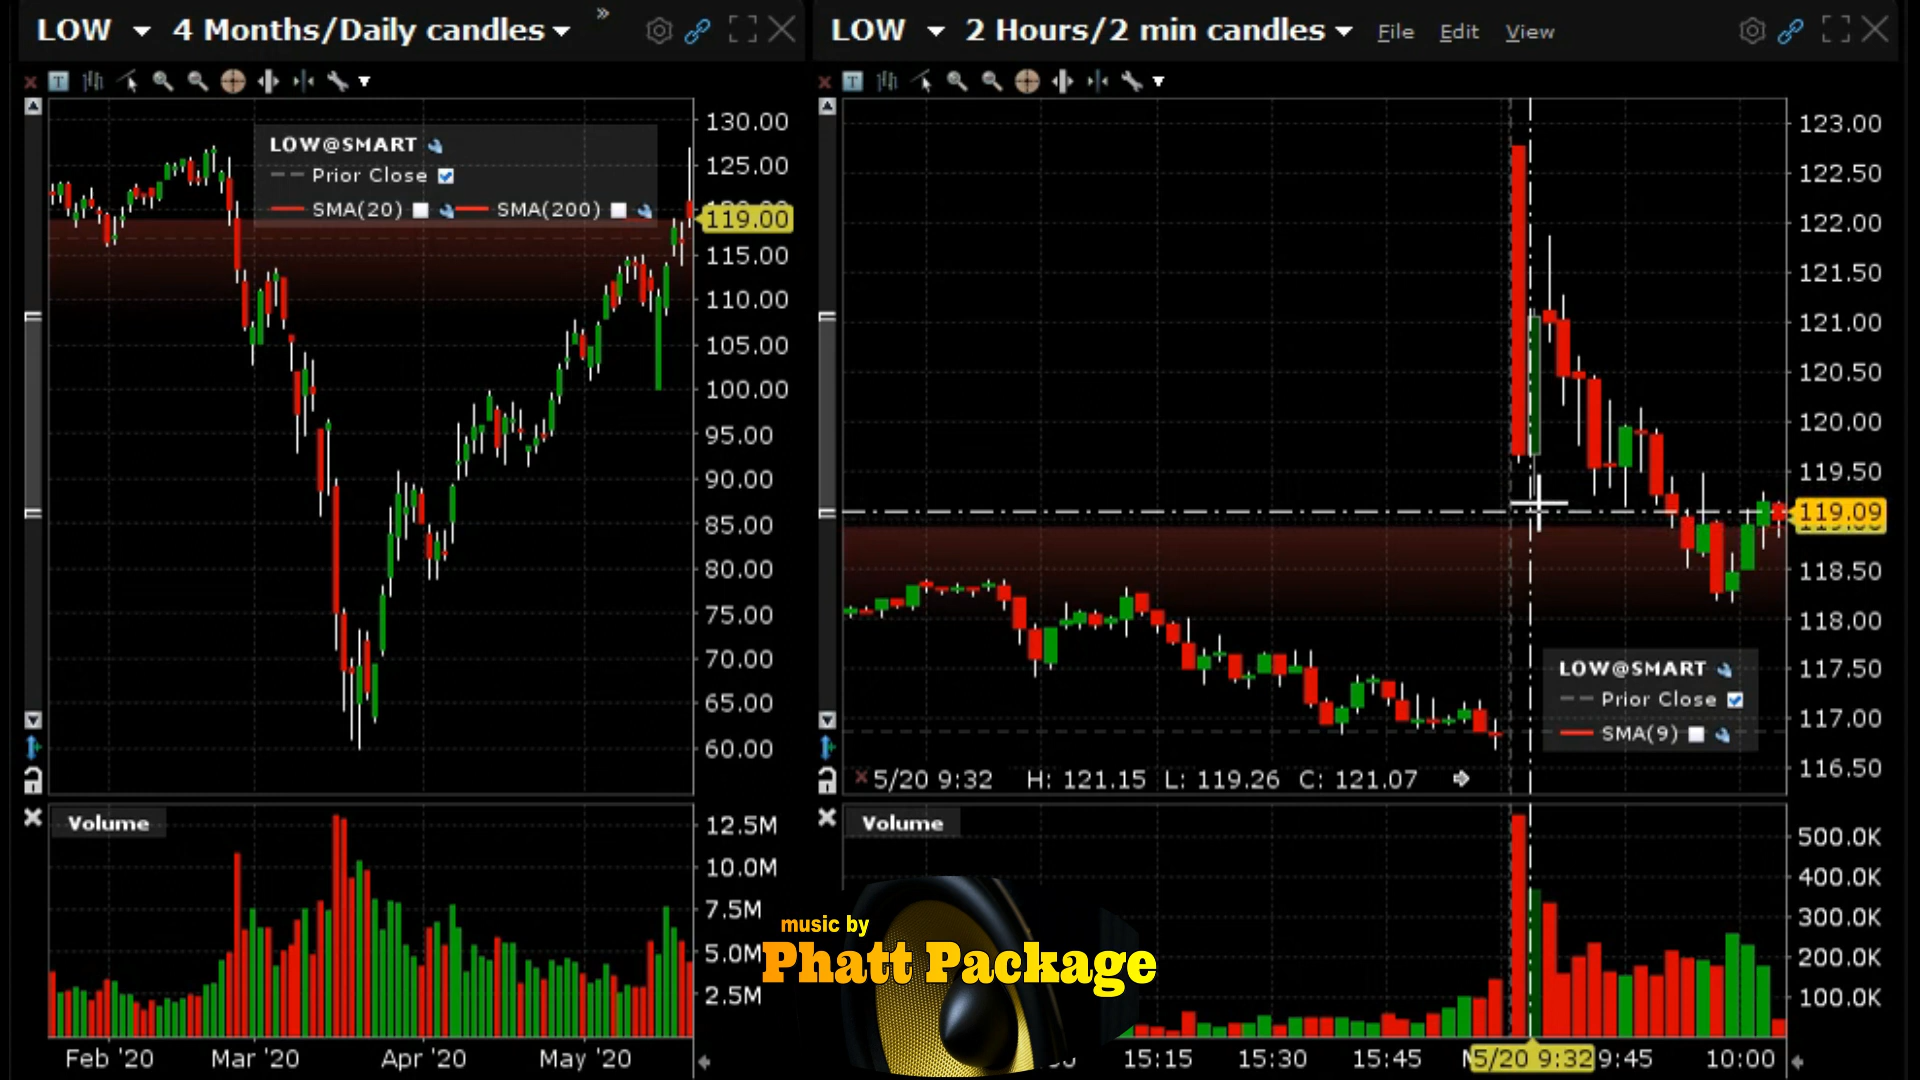 LOW 4 Months/Daily candles »
LOW@SMART
Prior Close
SMA(20) SMA(200)
130.00
125.00
119.00
115.00
110.00
105.00
100.00
95.00
90.00
85.00
80.00
75.00
70.00
65.00
60.00
Volume
12.5M
10.0M
7.5M
5.0M
2.5M
Feb '20 Mar '20 Apr '20 May '20
LOW 2 Hours/2 min candles File Edit View
123.00
122.50
122.00
121.50
121.00
120.50
120.00
119.50
119.09
118.50
118.00
117.50
117.00
116.50
LOW@SMART
Prior Close
SMA(9)
5/20 9:32 H: 121.15 L: 119.26 C: 121.07
Volume
500.0K
400.0K
300.0K
200.0K
100.0K
15:15 15:30 15:45 5/20 9:32 9:45 10:00
music by
Phatt Package